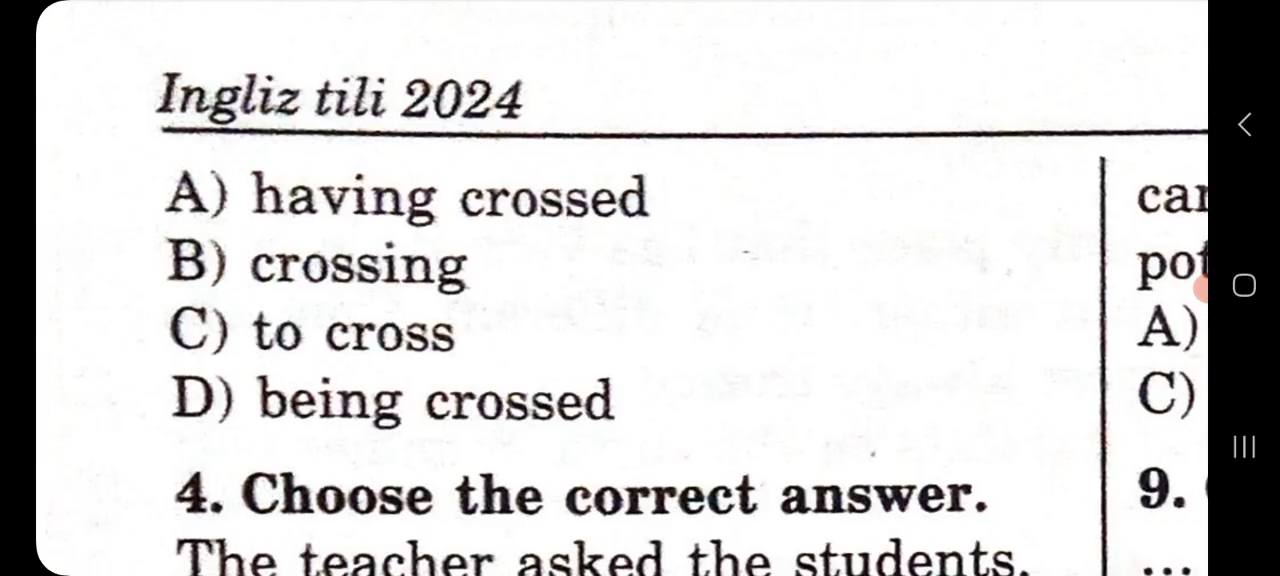 Ingliz tili 2024
A) having crossed
B) crossing
C) to cross
D) being crossed
4. Choose the correct answer.
The teacher asked the students.
A)
C)
9.
...